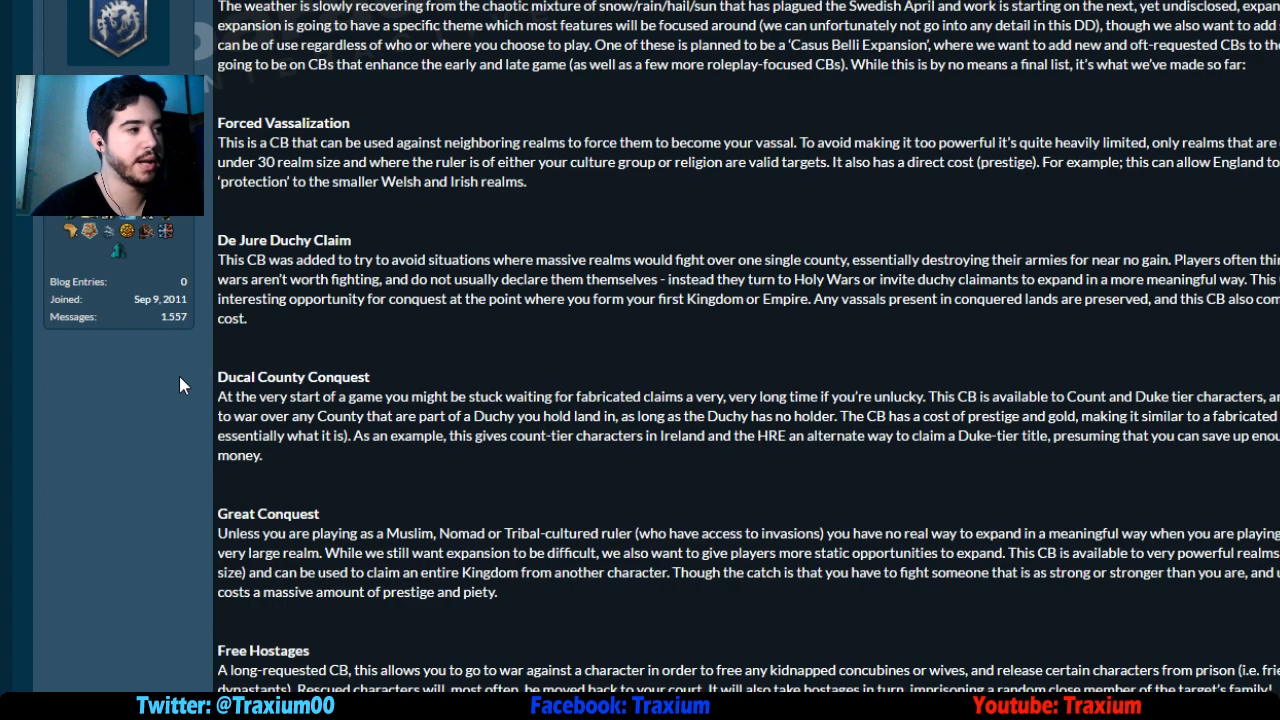 The weather is slowly recovering from the chaotic mixture of snow/rain/hail/sun that has plagued the Swedish April and work is starting on the next, yet undisclosed,
expansion is going to have a specific theme which most features will be focused around (we can unfortunately not go into any detail in this DD), though we also want to add
can be of use regardless of who or where you choose to play. One of these is planned to be a ‘Casus Belli Expansion’, where we want to add new and oft-requested CBs to
going to be on CBs that enhance the early and late game (as well as a few more roleplay-focused CBs). While this is by no means a final list, it's what we've made so far:
Forced Vassalization
This is a CB that can be used against neighboring realms to force them to become your vassal. To avoid making it too powerful it's quite heavily limited, only realms that are
under 30 realm size and where the ruler is of either your culture group or religion are valid targets. It also has a direct cost (prestige). For example; this can allow England to
‘protection’ to the smaller Welsh and Irish realms.
De Jure Duchy Claim
This CB was added to try to avoid situations where massive realms would fight over one single county, essentially destroying their armies for near no gain. Players often
wars aren't worth fighting, and do not usually declare them themselves - instead they turn to Holy Wars or invite duchy claimants to expand in a more meaningful way. This
interesting opportunity for conquest at the point where you form your first Kingdom or Empire. Any vassals present in conquered lands are preserved, and this CB also
cost.
Blog Entries: 0
Joined: Sep 9, 2011
Messages: 1.557
Ducal County Conquest
At the very start of a game you might be stuck waiting for fabricated claims a very, very long time if you're unlucky. This CB is available to Count and Duke tier characters,
to war over any County that are part of a Duchy you hold land in, as long as the Duchy has no holder. The CB has a cost of prestige and gold, making it similar to a fabricated
essentially what it is). As an example, this gives count-tier characters in Ireland and the HRE an alternate way to claim a Duke-tier title, presuming that you can save up
money.
Great Conquest
Unless you are playing as a Muslim, Nomad or Tribal-cultured ruler (who have access to invasions) you have no real way to expand in a meaningful way when you are playing
very large realm. While we still want expansion to be difficult, we also want to give players more static opportunities to expand. This CB is available to very powerful realms
size) and can be used to claim an entire Kingdom from another character. Though the catch is that you have to fight someone that is as strong or stronger than you are, and
costs a massive amount of prestige and piety.
Free Hostages
A long-requested CB, this allows you to go to war against a character in order to free any kidnapped concubines or wives, and release certain characters from prison (i.e.
dynastants). Rescued characters will, most often, be moved back to your court. It will also take hostages in turn, imprisoning a random close member of the target's family!
Twitter: @Traxium00 Facebook: Traxium Youtube: Traxium